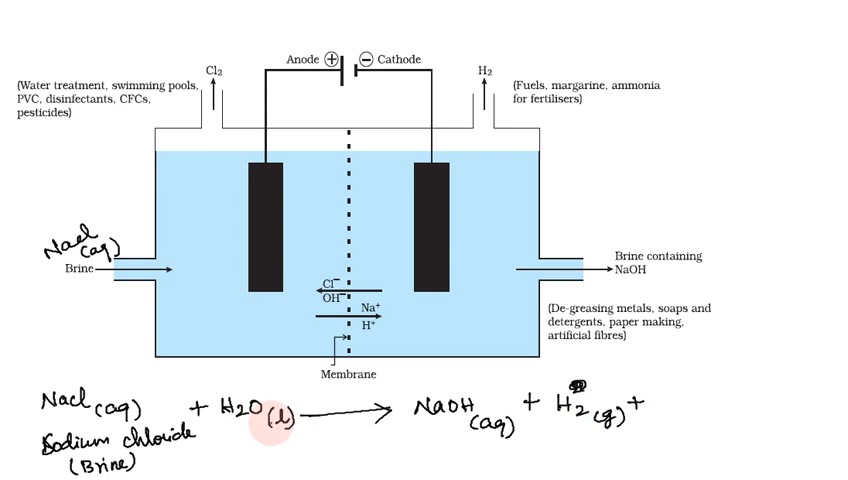 Anode ⊕ ⊖ Cathode
Cl₂
H₂
(Water treatment, swimming pools,
PVC, disinfectants, CFCs,
pesticides)
(Fuels, margarine, ammonia
for fertilisers)
Nacl
(aq)
Brine
Brine containing
NaOH
Cl⁻
OH⁻
Na⁺
H⁺
(De-greasing metals, soaps and
detergents, paper making,
artificial fibres)
Membrane
Nacl (aq) + H₂O (l) ⟶ NaOH (aq) + H₂ (g) +
Sodium chloride
(Brine)